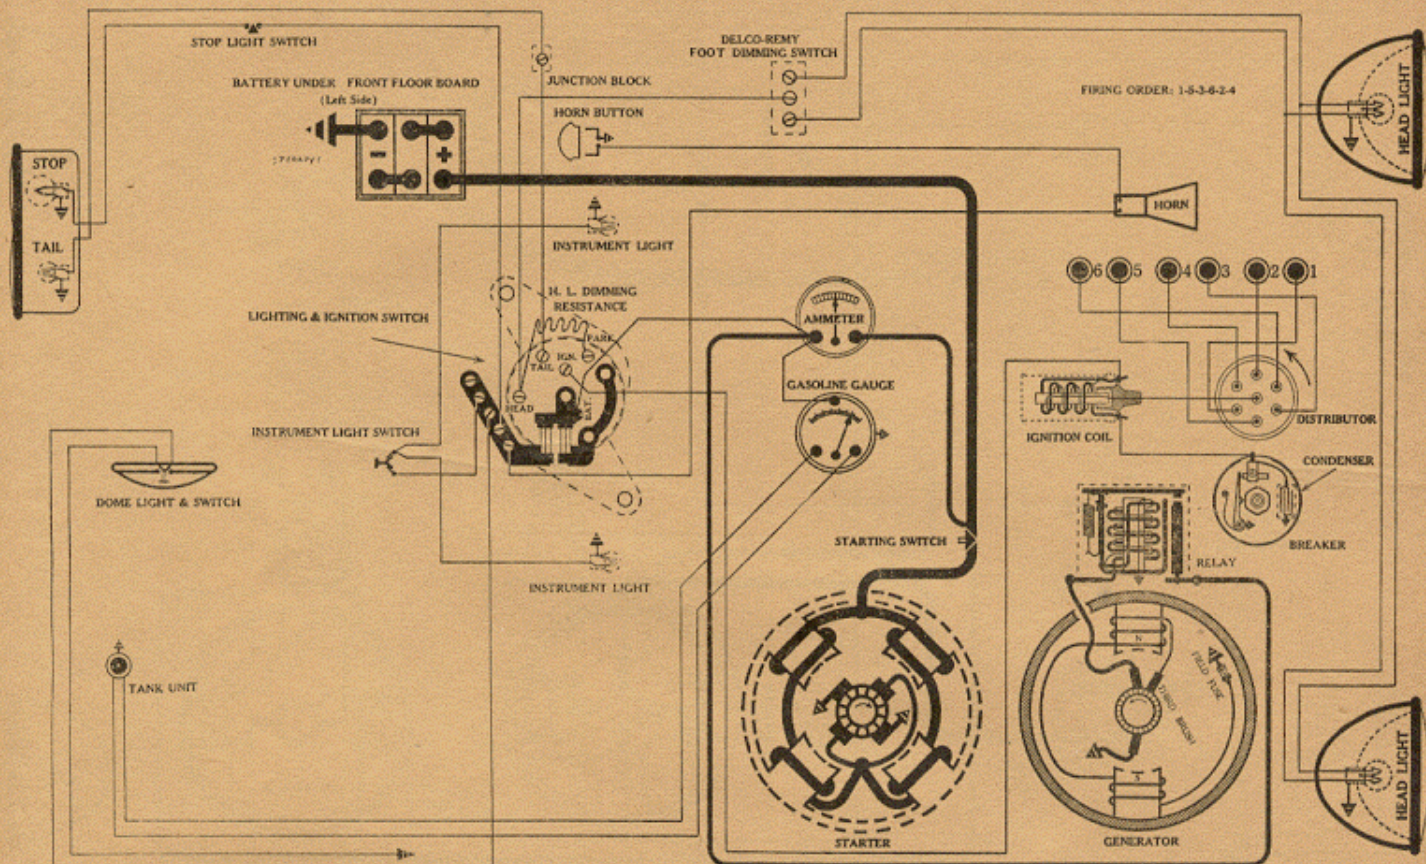 STOP LIGHT SWITCH
DELCO-REMY
FOOT DIMMING SWITCH
BATTERY UNDER FRONT FLOOR BOARD
(Left Side)
JUNCTION BLOCK
HORN BUTTON
FIRING ORDER: 1-5-3-6-2-4
HEAD LIGHT
- +
STOP
TAIL
HORN
INSTRUMENT LIGHT
6 5 4 3 2 1
H. L. DIMMING
RESISTANCE
LIGHTING & IGNITION SWITCH
AMMETER
PARK
IGN.
TAIL
HEAD
BAT.
GASOLINE GAUGE
INSTRUMENT LIGHT SWITCH
IGNITION COIL
DISTRIBUTOR
CONDENSER
DOME LIGHT & SWITCH
STARTING SWITCH
BREAKER
RELAY
INSTRUMENT LIGHT
N
FIELD FUSE
THIRD BRUSH
TANK UNIT
S
HEAD LIGHT
STARTER
GENERATOR